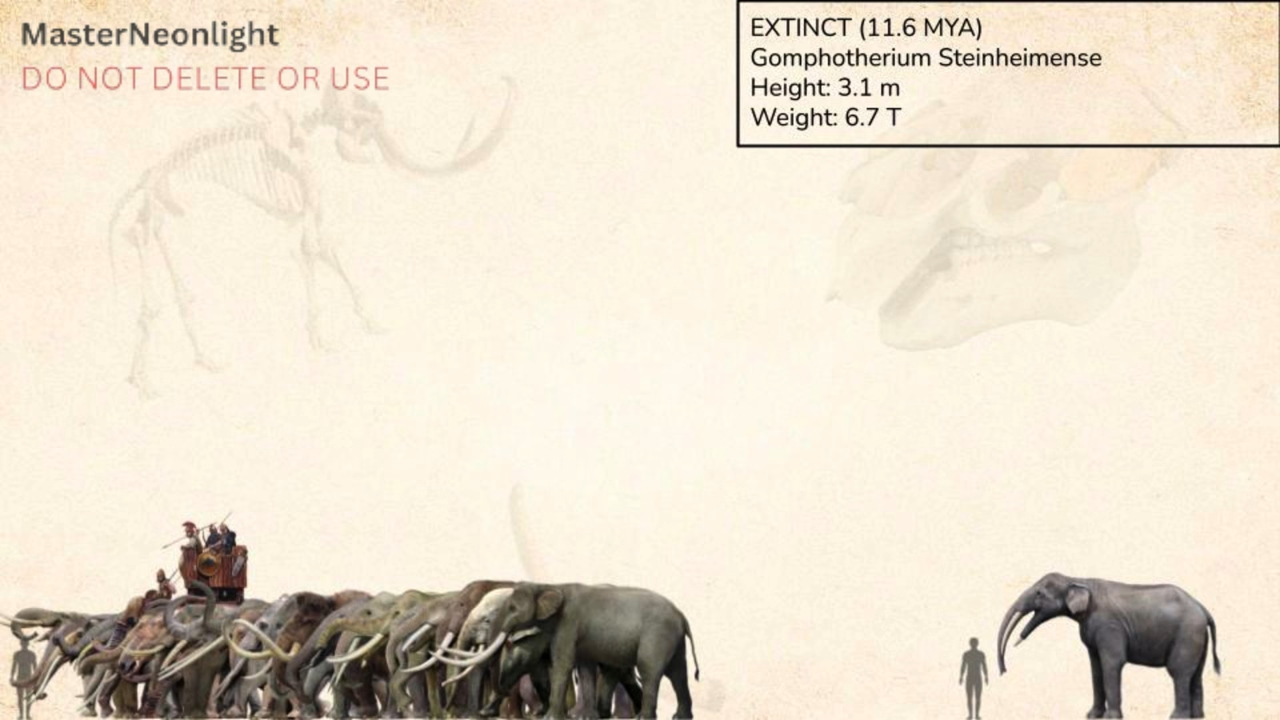 MasterNeonlight
DO NOT DELETE OR USE
EXTINCT (11.6 MYA)
Gomphotherium Steinheimense
Height: 3.1 m
Weight: 6.7 T